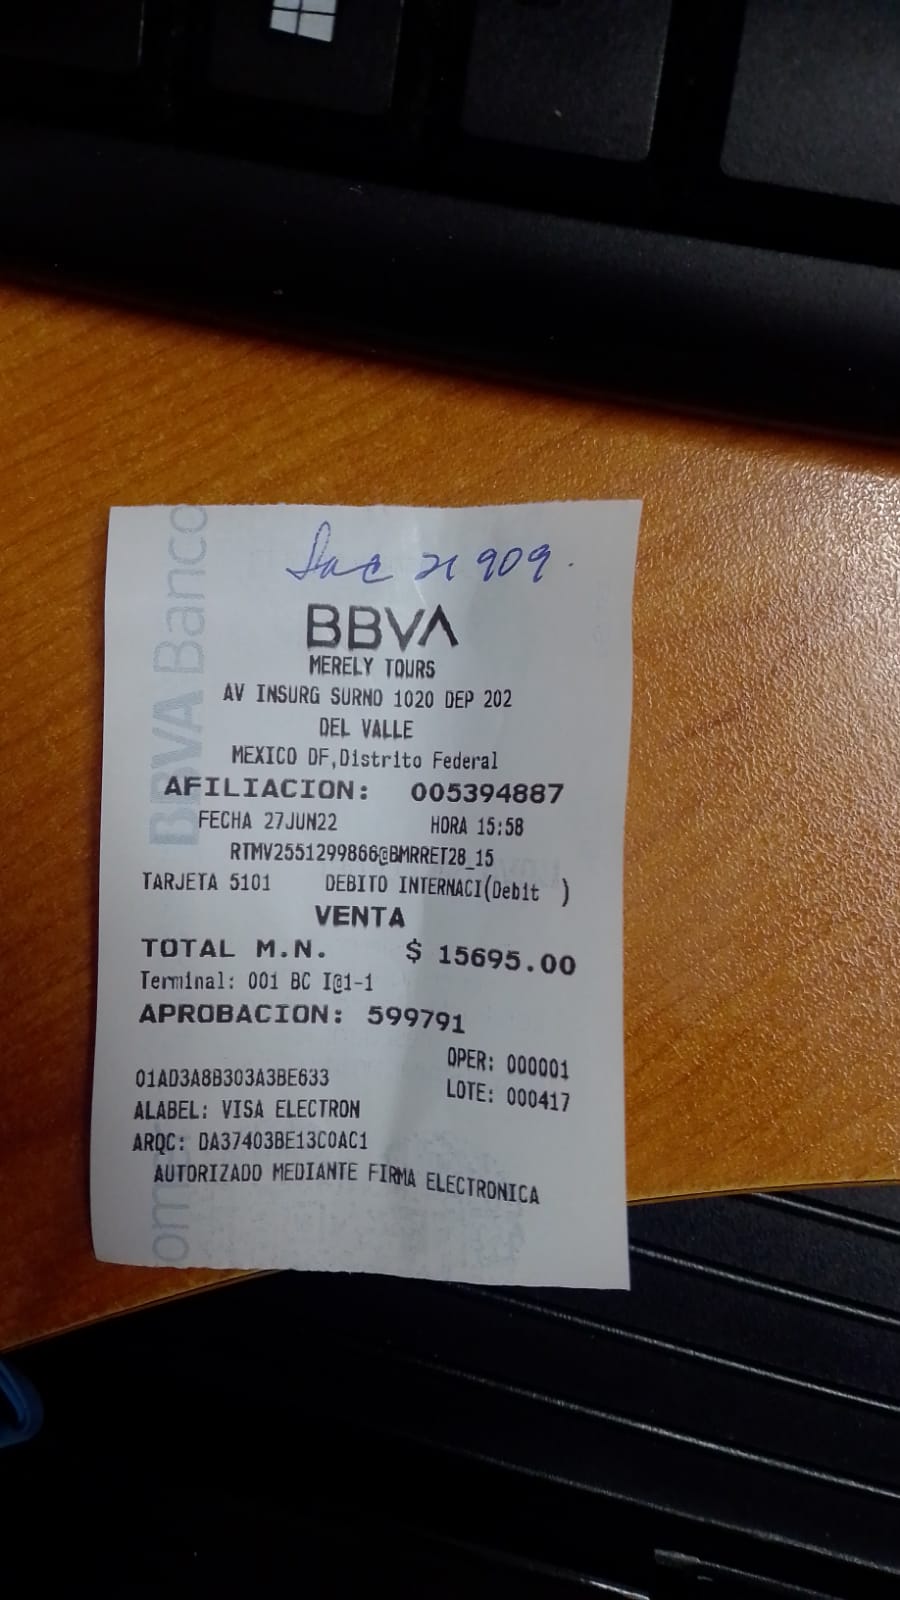 21909.
BBVA
MERELY TOURS
AV INSURG SURNO 1020 DEP 202
DEL VALLE
MEXICO DF,Distrito Federal
AFILIACION: 005394887
FECHA 27JUN22 HORA 15:58
RTMV2551299866@BMRRET28_15
TARJETA 5101 DEBITO INTERNACI(Debit )
VENTA
TOTAL M.N. $ 15695.00
Terminal: 001 BC I@1-1
APROBACION: 599791
OPER: 000001
01AD3A8B303A3BE633
LOTE: 000417
ALABEL: VISA ELECTRON
ARQC: DA37403BE13C0AC1
AUTORIZADO MEDIANTE FIRMA ELECTRONICA
BBVA Banco